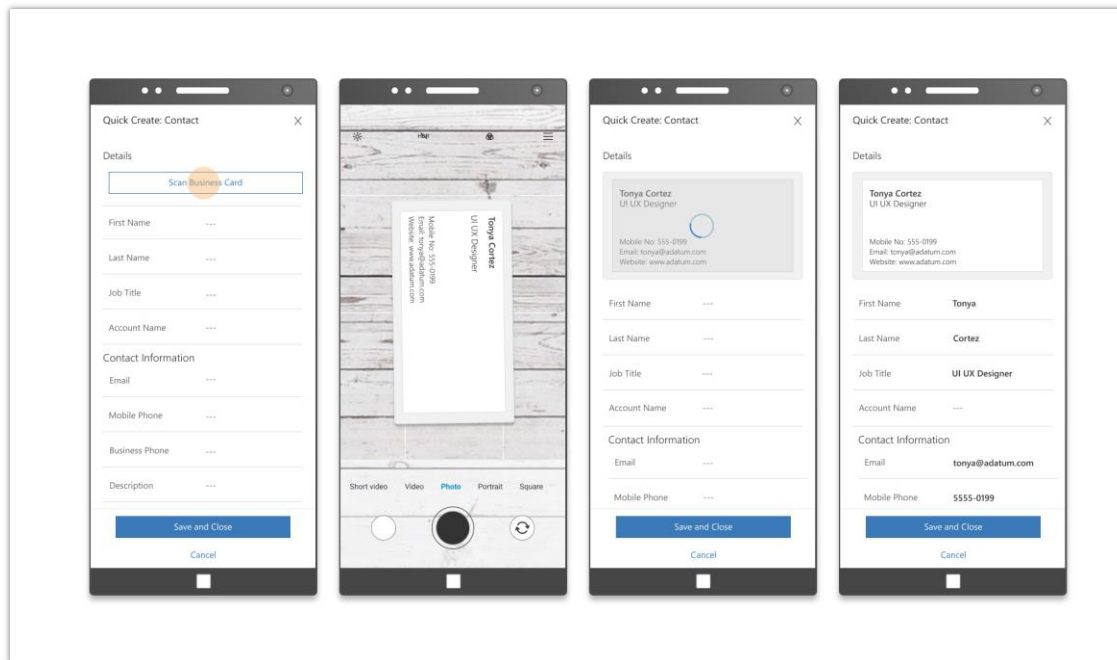 Quick Create: Contact X
Details
Scan Business Card
First Name ---
Last Name ---
Job Title ---
Account Name ---
Contact Information
Email ---
Mobile Phone ---
Business Phone ---
Description ---
Save and Close
Cancel
Tonya Cortez
UI UX Designer
Mobile No: 555-0199
Email: tonya@adatum.com
Website: www.adatum.com
Short video Video Photo Portrait Square
Quick Create: Contact X
Details
Tonya Cortez
UI UX Designer
Mobile No: 555-0199
Email: tonya@adatum.com
Website: www.adatum.com
First Name ---
Last Name ---
Job Title ---
Account Name ---
Contact Information
Email ---
Mobile Phone ---
Save and Close
Cancel
Quick Create: Contact X
Details
Tonya Cortez
UI UX Designer
Mobile No: 555-0199
Email: tonya@adatum.com
Website: www.adatum.com
First Name Tonya
Last Name Cortez
Job Title UI UX Designer
Account Name ---
Contact Information
Email tonya@adatum.com
Mobile Phone 5555-0199
Save and Close
Cancel